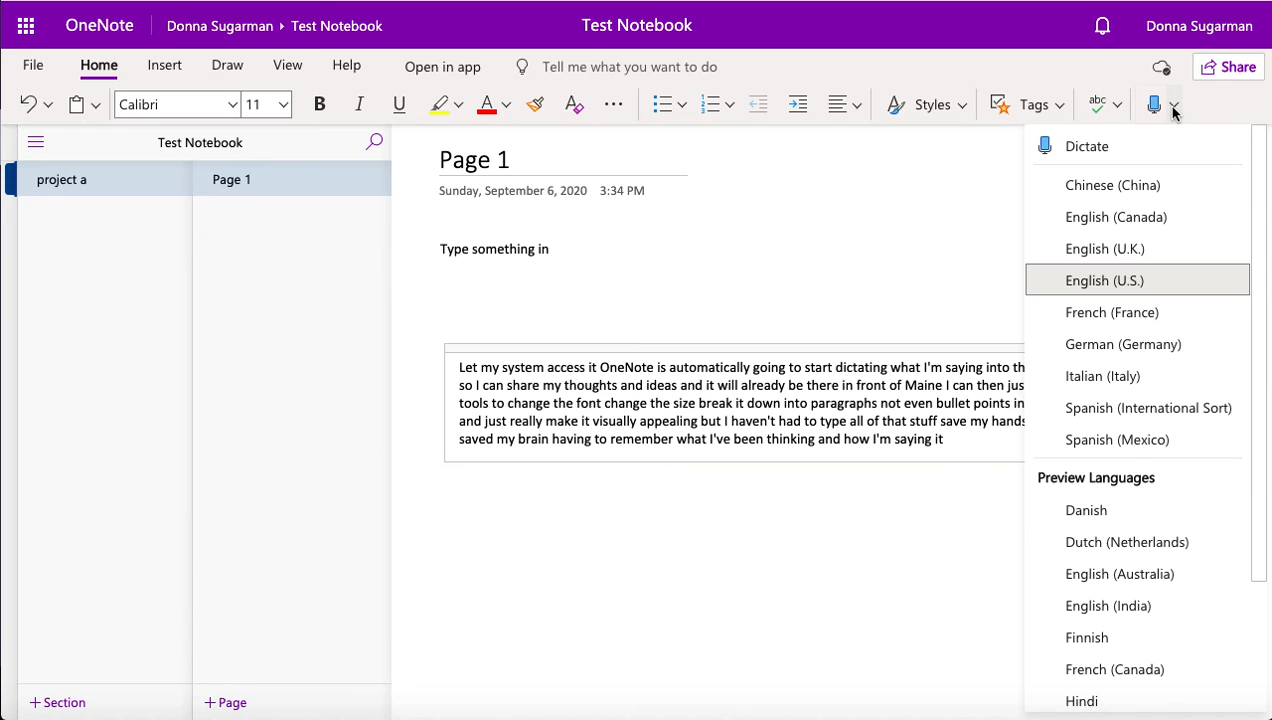 OneNote
Donna Sugarman › Test Notebook
Test Notebook
Donna Sugarman
File
Home
Insert
Draw
View
Help
Open in app
Tell me what you want to do
Share
Calibri
11
B
I
U
A
A
Styles
Tags
abc
Test Notebook
project a
Page 1
+ Section
+ Page
Page 1
Sunday, September 6, 2020 3:34 PM
Type something in
Let my system access it OneNote is automatically going to start dictating what I'm saying into
so I can share my thoughts and ideas and it will already be there in front of Maine I can then
tools to change the font change the size break it down into paragraphs not even bullet points in
and just really make it visually appealing but I haven't had to type all of that stuff save my hands
saved my brain having to remember what I've been thinking and how I'm saying it
Dictate
Chinese (China)
English (Canada)
English (U.K.)
English (U.S.)
French (France)
German (Germany)
Italian (Italy)
Spanish (International Sort)
Spanish (Mexico)
Preview Languages
Danish
Dutch (Netherlands)
English (Australia)
English (India)
Finnish
French (Canada)
Hindi